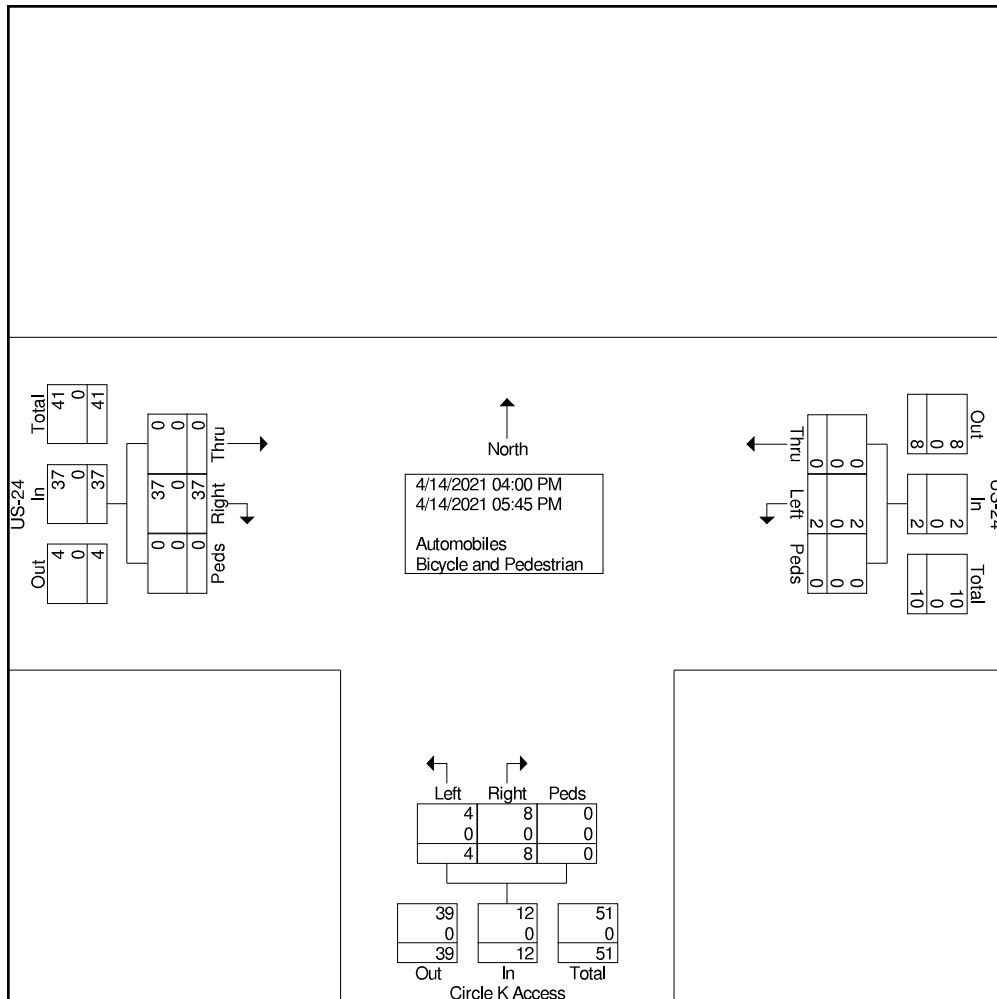 North
4/14/2021 04:00 PM
4/14/2021 05:45 PM
Automobiles
Bicycle and Pedestrian
US-24
Total
41
0
41
In
37
0
37
Out
4
0
4
Thru
0
0
0
Right
37
0
37
Peds
0
0
0
Thru
0
0
0
Left
2
0
2
Peds
0
0
0
US-24
Out
8
0
8
In
2
0
2
Total
10
0
10
Left Right Peds
4 8 0
0 0 0
4 8 0
39 12 51
0 0 0
39 12 51
Out In Total
Circle K Access